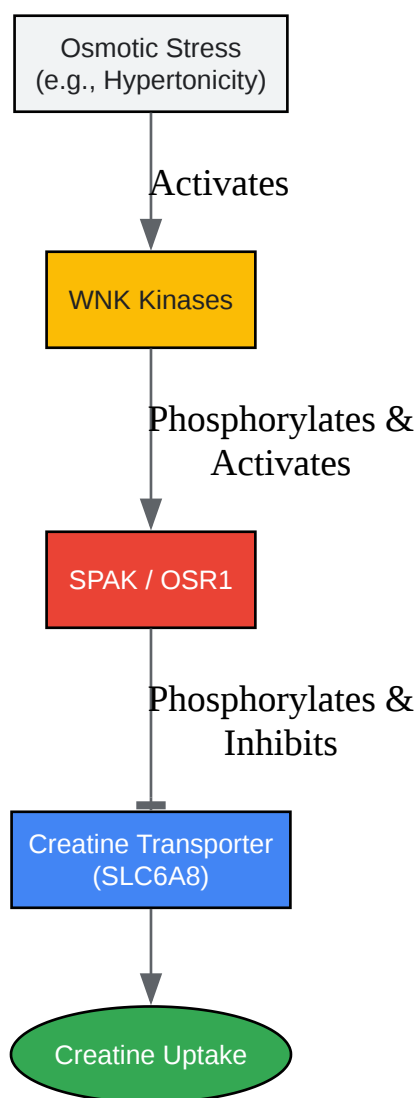 Osmotic Stress
(e.g., Hypertonicity)
Activates
WNK Kinases
Phosphorylates &
Activates
SPAK / OSR1
Phosphorylates &
Inhibits
Creatine Transporter
(SLC6A8)
Creatine Uptake